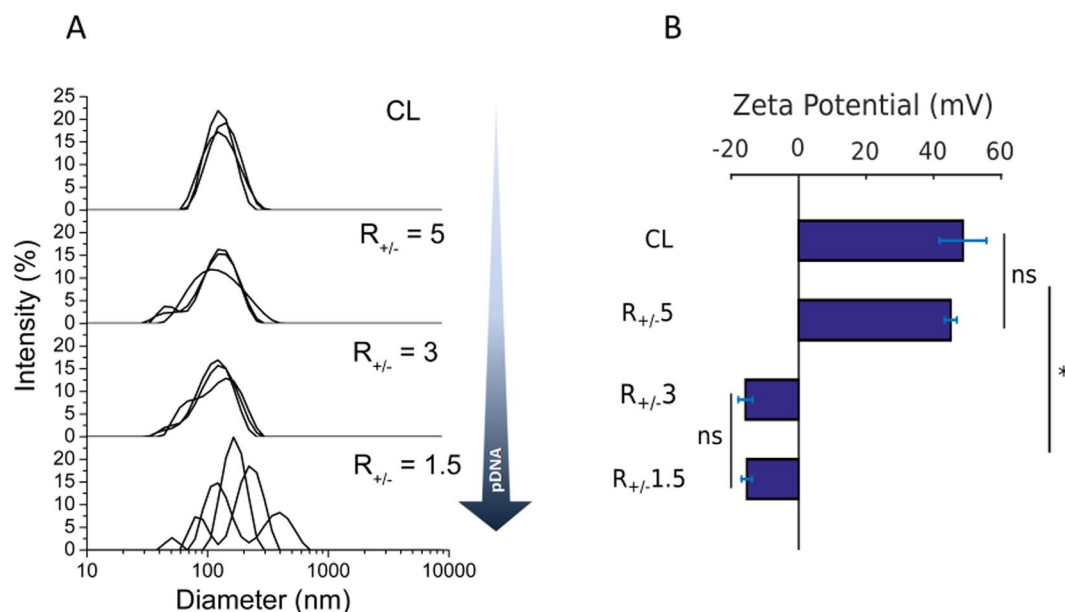 A
B
25
20
15
10
5
0
CL
20
15
10
5
0
R+/- = 5
20
15
10
5
0
R+/- = 3
20
15
10
5
0
R+/- = 1.5
Intensity (%)
10 100 1000 10000
Diameter (nm)
pDNA
Zeta Potential (mV)
-20 0 20 40 60
CL
R+/-5
R+/-3
R+/-1.5
ns
ns
*